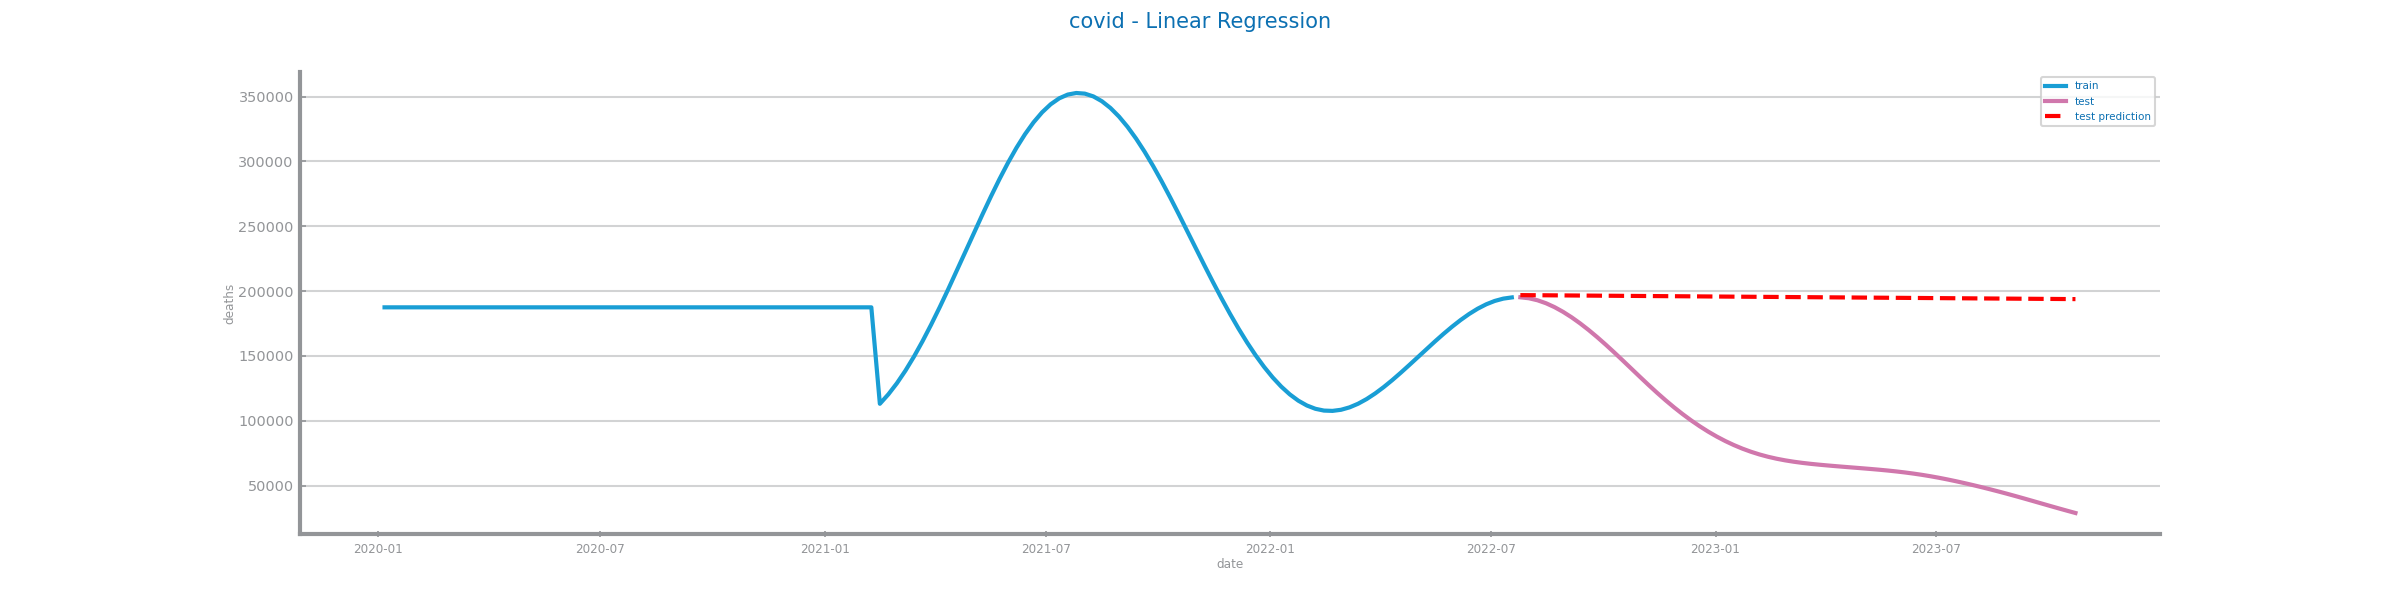 covid - Linear Regression
350000
300000
250000
200000
150000
100000
50000
deaths
train
test
test prediction
2020-01 2020-07 2021-01 2021-07 2022-01 2022-07 2023-01 2023-07
date